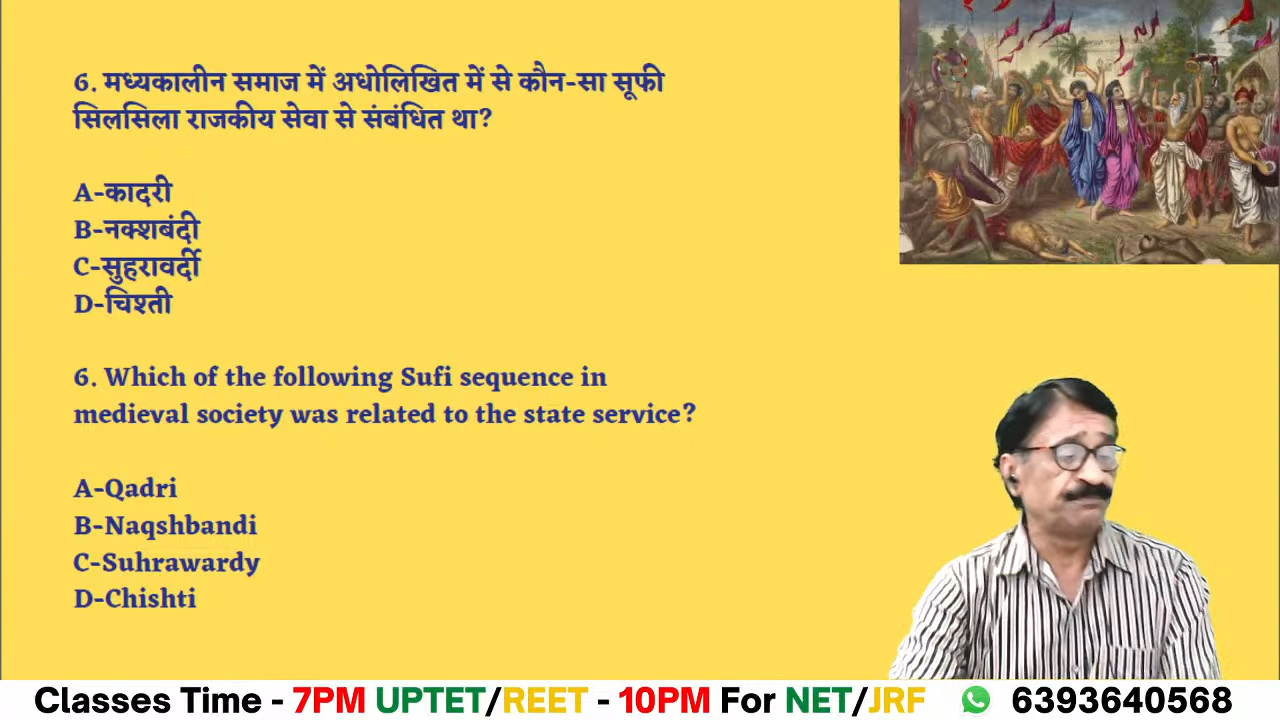 6. मध्यकालीन समाज में अधोलिखित में से कौन-सा सूफी
सिलसिला राजकीय सेवा से संबंधित था?
A-कादरी
B-नक्शबंदी
C-सुहरावर्दी
D-चिश्ती
6. Which of the following Sufi sequence in
medieval society was related to the state service?
A-Qadri
B-Naqshbandi
C-Suhrawardy
D-Chishti
Classes Time - 7PM UPTET/REET - 10PM For NET/JRF 6393640568